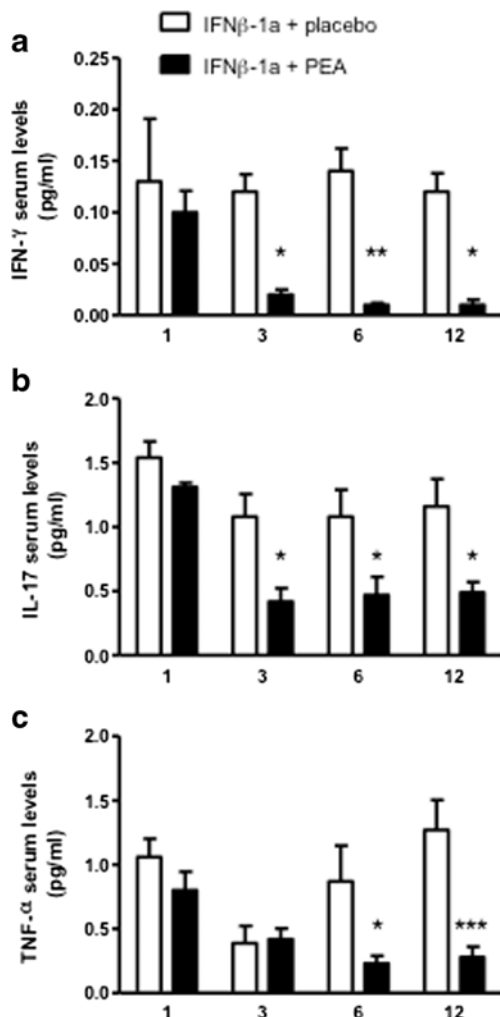 IFNβ-1a + placebo
IFNβ-1a + PEA
a
IFN-γ serum levels
(pg/ml)
0.25
0.20
0.15
0.10
0.05
0.00
*
**
*
1 3 6 12
b
IL-17 serum levels
(pg/ml)
2.0
1.5
1.0
0.5
0.0
*
*
*
1 3 6 12
c
TNF-α serum levels
(pg/ml)
2.0
1.5
1.0
0.5
0.0
*
***
1 3 6 12